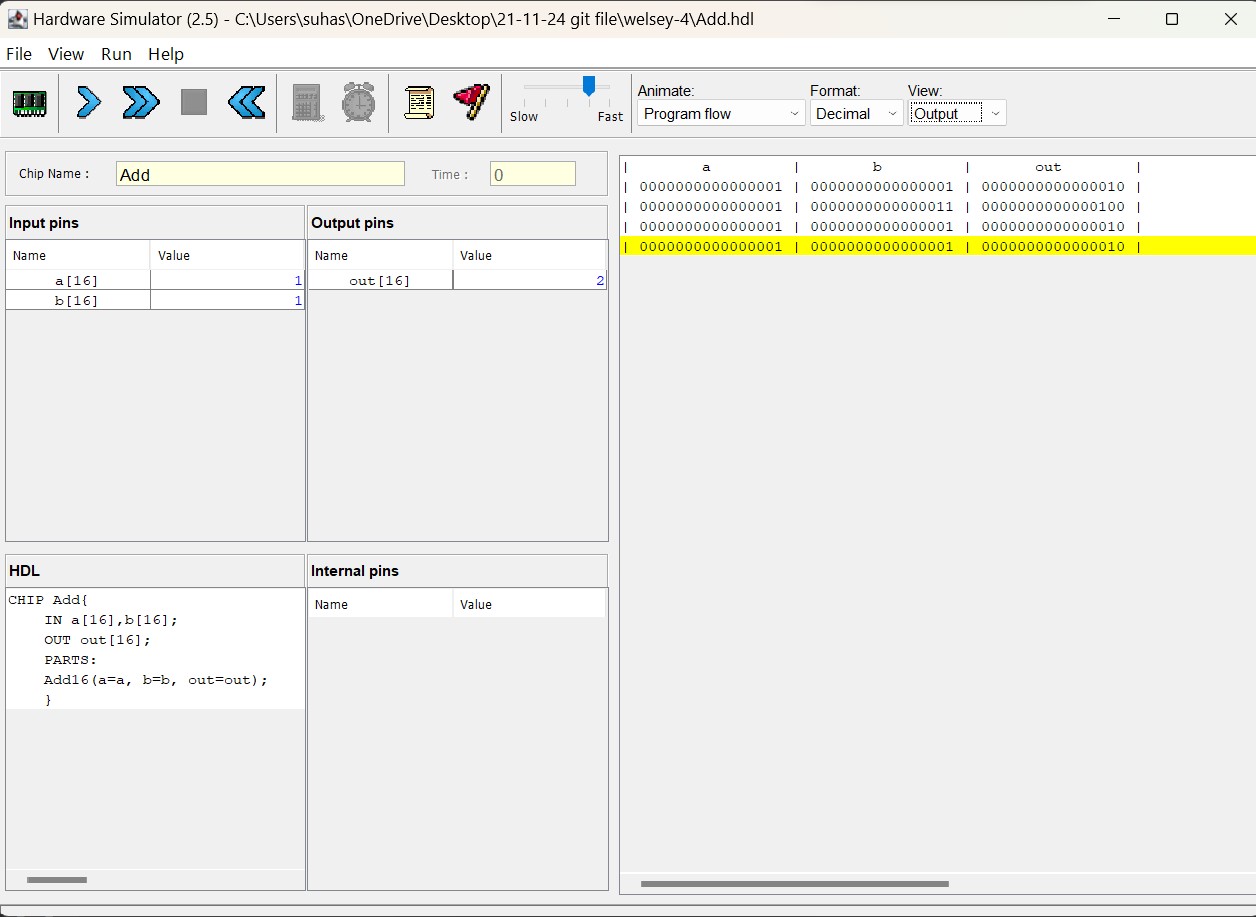 Hardware Simulator (2.5) - C:\Users\suhas\OneDrive\Desktop\21-11-24 git file\welsey-4\Add.hdl
File View Run Help
Animate: Format: View:
Slow Fast Program flow Decimal Output
Chip Name : Add Time : 0
Input pins
Name Value
a[16] 1
b[16] 1
Output pins
Name Value
out[16] 2
HDL
CHIP Add{
IN a[16],b[16];
OUT out[16];
PARTS:
Add16(a=a, b=b, out=out);
}
Internal pins
Name Value
| a | b | out |
| 0000000000000001 | 0000000000000001 | 0000000000000010 |
| 0000000000000001 | 0000000000000011 | 0000000000000100 |
| 0000000000000001 | 0000000000000001 | 0000000000000010 |
| 0000000000000001 | 0000000000000001 | 0000000000000010 |